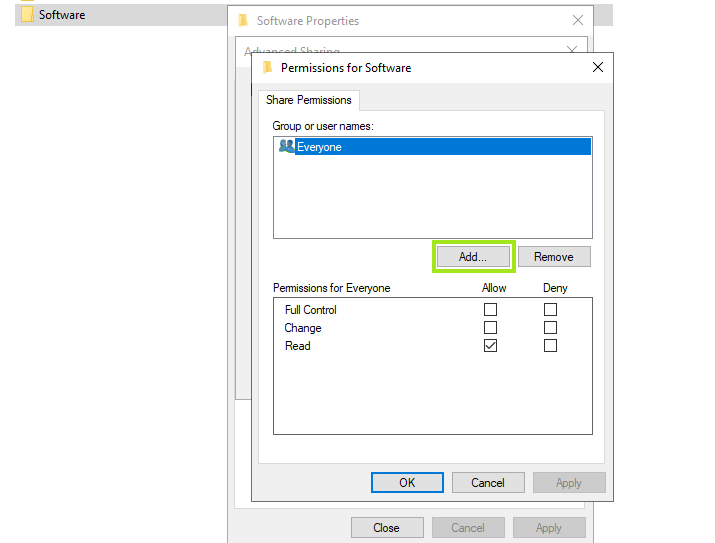 Software
Software Properties
Advanced Sharing
Permissions for Software
Share Permissions
Group or user names:
Everyone
Add... Remove
Permissions for Everyone Allow Deny
Full Control
Change
Read
OK Cancel Apply
Close Cancel Apply